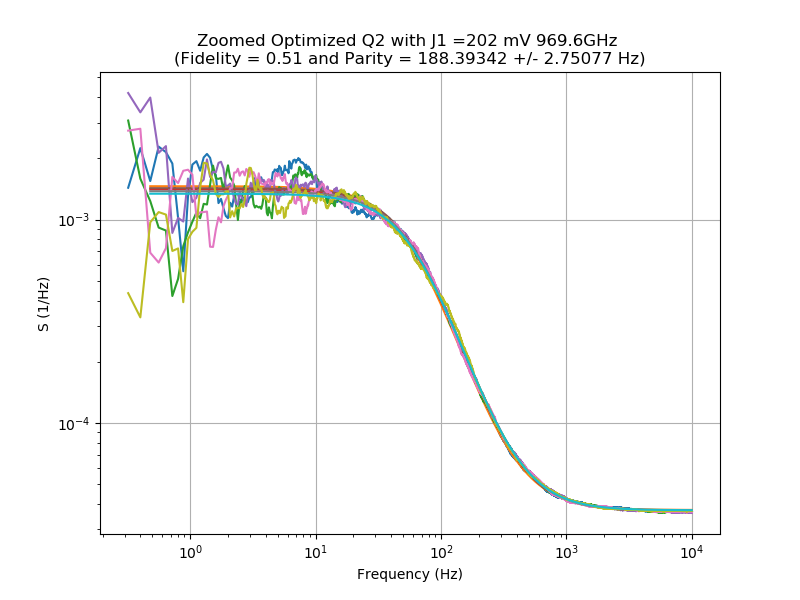 Zoomed Optimized Q2 with J1 =202 mV 969.6GHz
(Fidelity = 0.51 and Parity = 188.39342 +/- 2.75077 Hz)
S (1/Hz)
10⁻³
10⁻⁴
10⁰ 10¹ 10² 10³ 10⁴
Frequency (Hz)